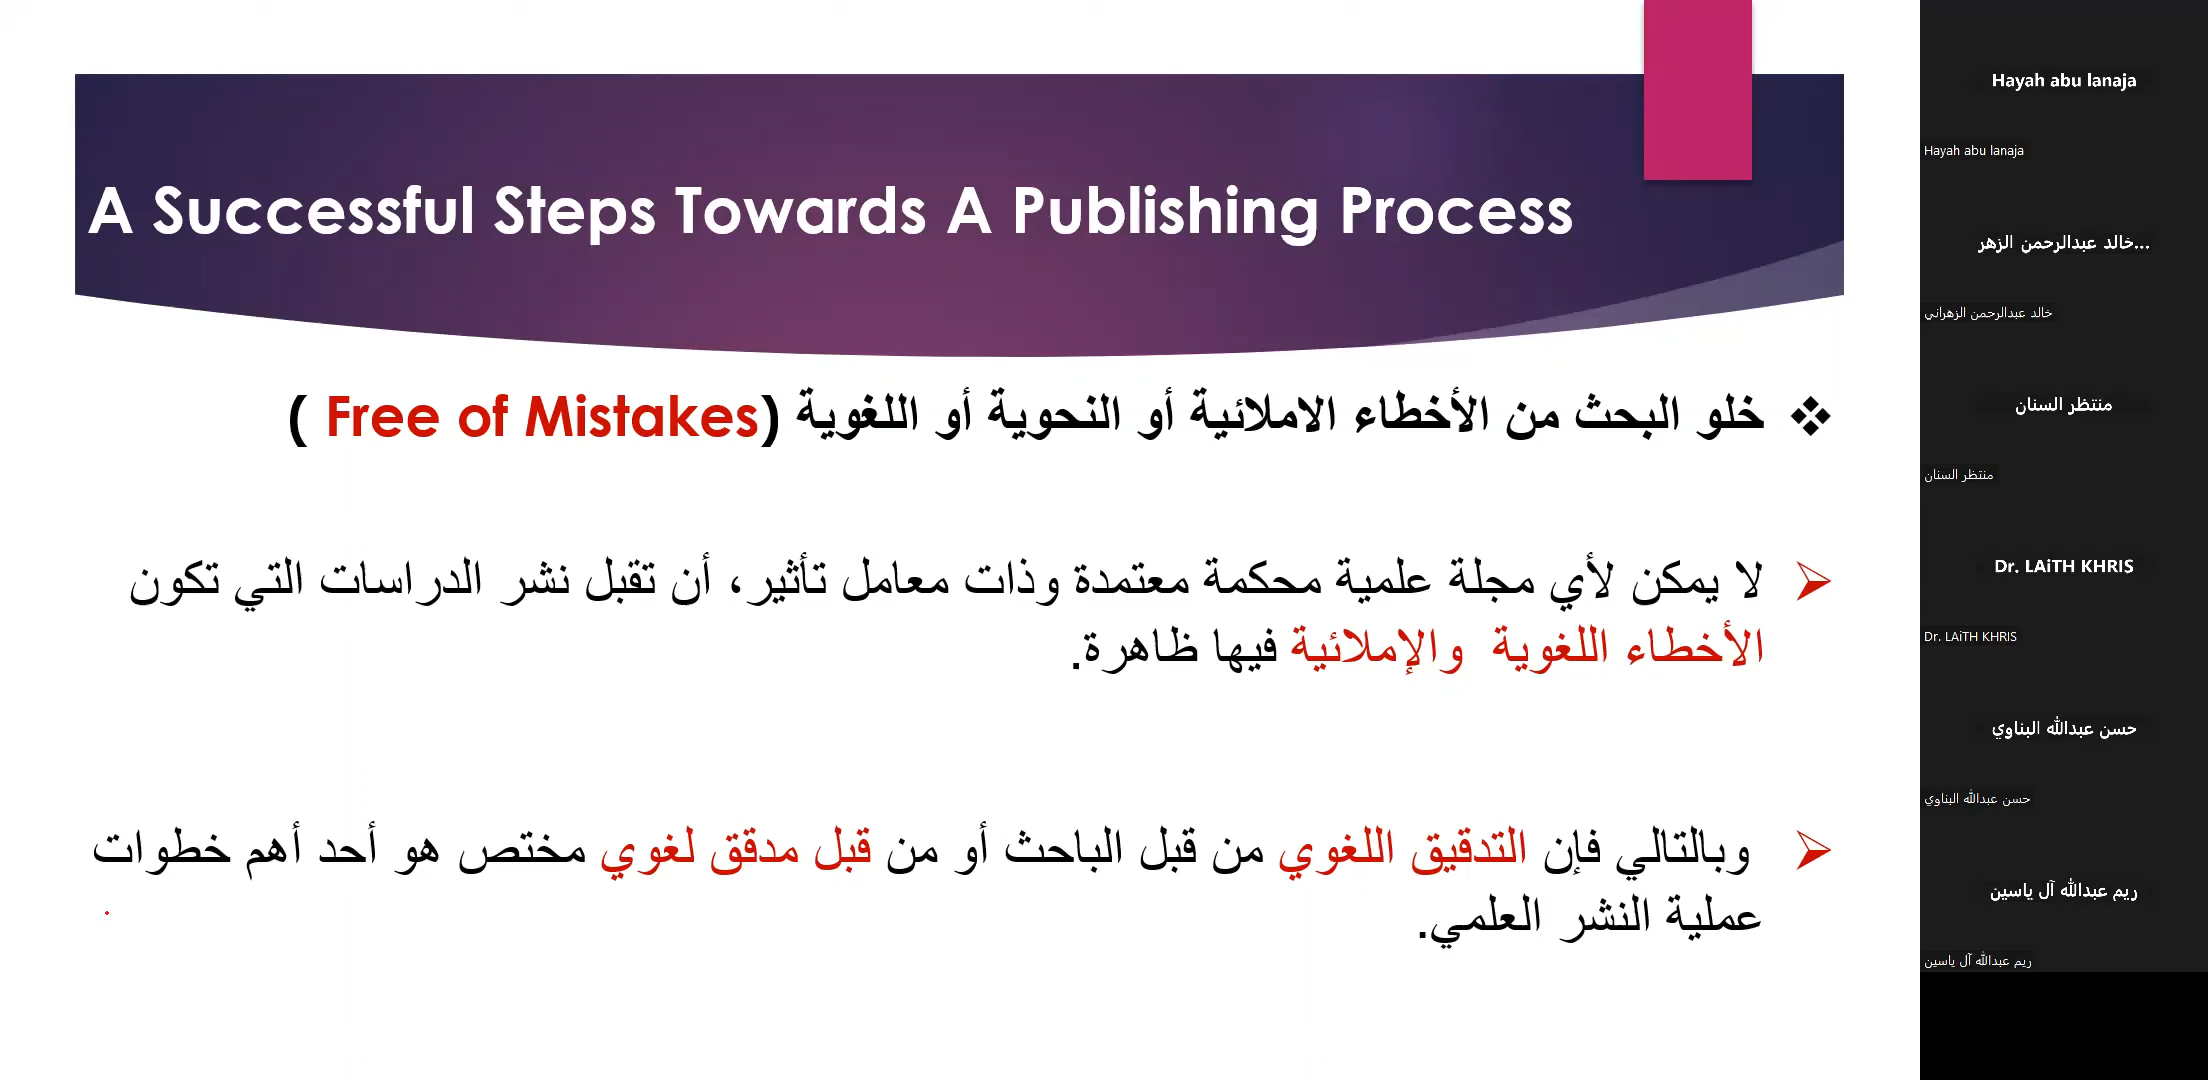 A Successful Steps Towards A Publishing Process
❖ خلو البحث من الأخطاء الاملائية أو النحوية أو اللغوية (Free of Mistakes )
➢ لا يمكن لأي مجلة علمية محكمة معتمدة وذات معامل تأثير، أن تقبل نشر الدراسات التي تكون
الأخطاء اللغوية والإملائية فيها ظاهرة.
➢ وبالتالي فإن التدقيق اللغوي من قبل الباحث أو من قبل مدقق لغوي مختص هو أحد أهم خطوات
عملية النشر العلمي.
Hayah abu lanaja
Hayah abu lanaja
خالد عبدالرحمن الزهر...
خالد عبدالرحمن الزهراني
منتظر السنان
منتظر السنان
Dr. LAiTH KHRIS
Dr. LAiTH KHRIS
حسن عبدالله البناوي
حسن عبدالله البناوي
ريم عبدالله آل ياسين
ريم عبدالله آل ياسين